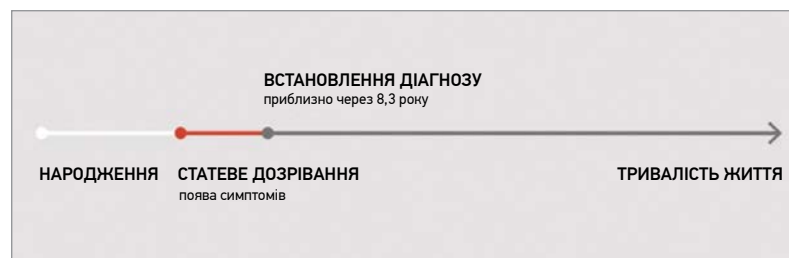 ВСТАНОВЛЕННЯ ДІАГНОЗУ
приблизно через 8,3 року
НАРОДЖЕННЯ
СТАТЕВЕ ДОЗРІВАННЯ
поява симптомів
ТРИВАЛІСТЬ ЖИТТЯ